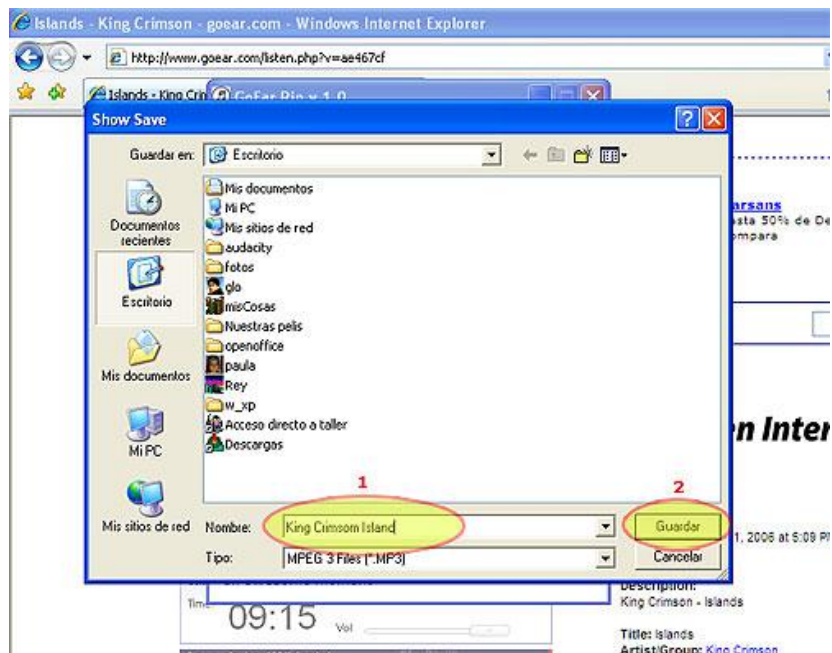 Islands - King Crimson - goear.com - Windows Internet Explorer
http://www.goear.com/listen.php?v=ae467cf
Islands - King Crim
GoEar Rip v 1.0
Show Save
Guardar en:
Escritorio
Documentos recientes
Escritorio
Mis documentos
Mi PC
Mis sitios de red
Mis documentos
Mi PC
Mis sitios de red
audacity
fotos
glo
misCosas
Nuestras pelis
openoffice
paula
Rey
w_xp
Acceso directo a taller
Descargas
1
2
Nombre:
King Crimsom Island
Guardar
Tipo:
MPEG 3 Files (*.MP3)
Cancelar
arsans
asta 50% de De
ompara
n Inter
1, 2006 at 5:09 PM
Time
09:15
Vol
Description:
King Crimson - Islands
Title: Islands
Artist/Group: King Crimson